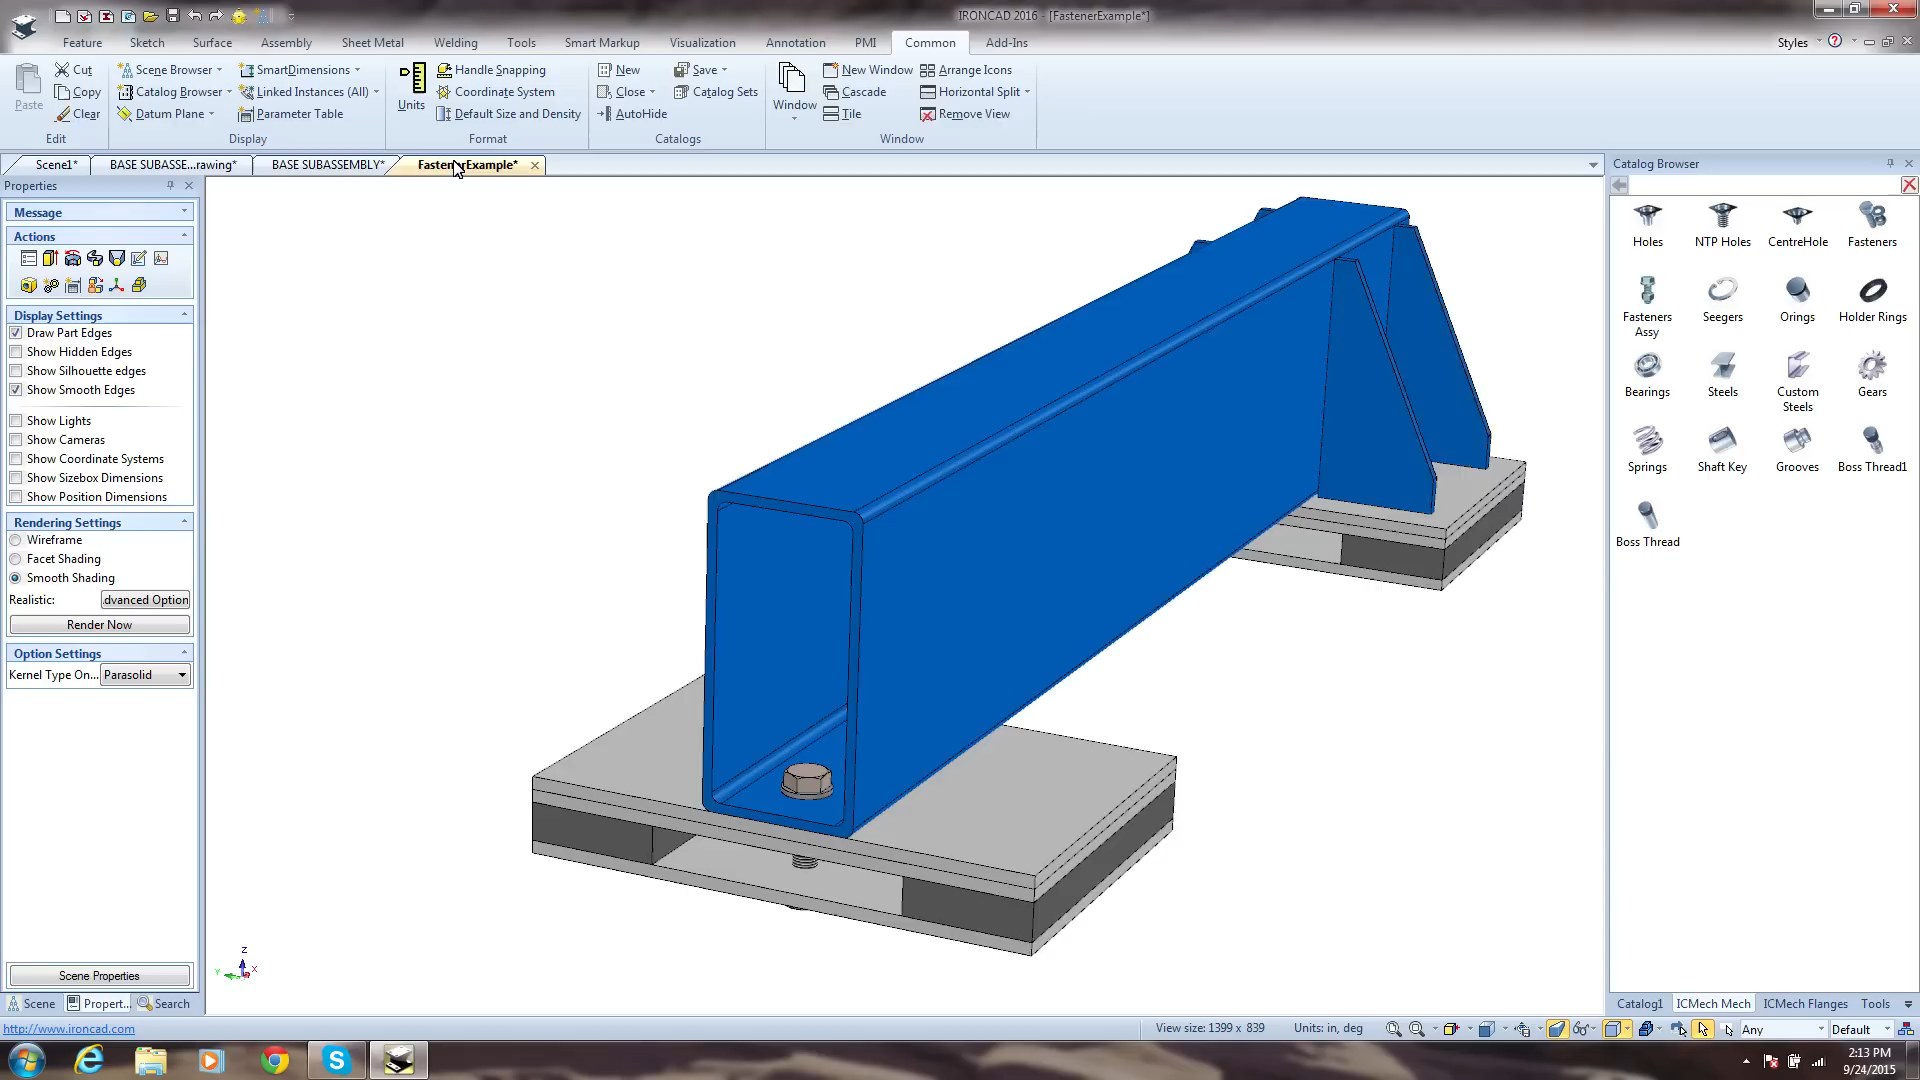 IRONCAD 2016 - [FastenerExample*]
Feature Sketch Surface Assembly Sheet Metal Welding Tools Smart Markup Visualization Annotation PMI Common Add-Ins Styles
Paste Cut Copy Clear
Edit
Scene Browser SmartDimensions
Catalog Browser Linked Instances (All)
Datum Plane Parameter Table
Display
Units Handle Snapping
Coordinate System
Default Size and Density
Format
New Save
Close Catalog Sets
AutoHide
Catalogs
Window New Window Arrange Icons
Cascade Horizontal Split
Tile Remove View
Window
Scene1* BASE SUBASSE...rawing* BASE SUBASSEMBLY* FastenerExample*
Properties
Message
Actions
Display Settings
Draw Part Edges
Show Hidden Edges
Show Silhouette edges
Show Smooth Edges
Show Lights
Show Cameras
Show Coordinate Systems
Show Sizebox Dimensions
Show Position Dimensions
Rendering Settings
Wireframe
Facet Shading
Smooth Shading
Realistic: dvanced Option
Render Now
Option Settings
Kernel Type On... Parasolid
Scene Properties
Scene Propert... Search
Z
Y X
Catalog Browser
Holes NTP Holes CentreHole Fasteners
Fasteners Assy Seegers Orings Holder Rings
Bearings Steels Custom Steels Gears
Springs Shaft Key Grooves Boss Thread1
Boss Thread
Catalog1 ICMech Mech ICMech Flanges Tools
http://www.ironcad.com
View size: 1399 x 839 Units: in, deg Any Default
2:13 PM
9/24/2015